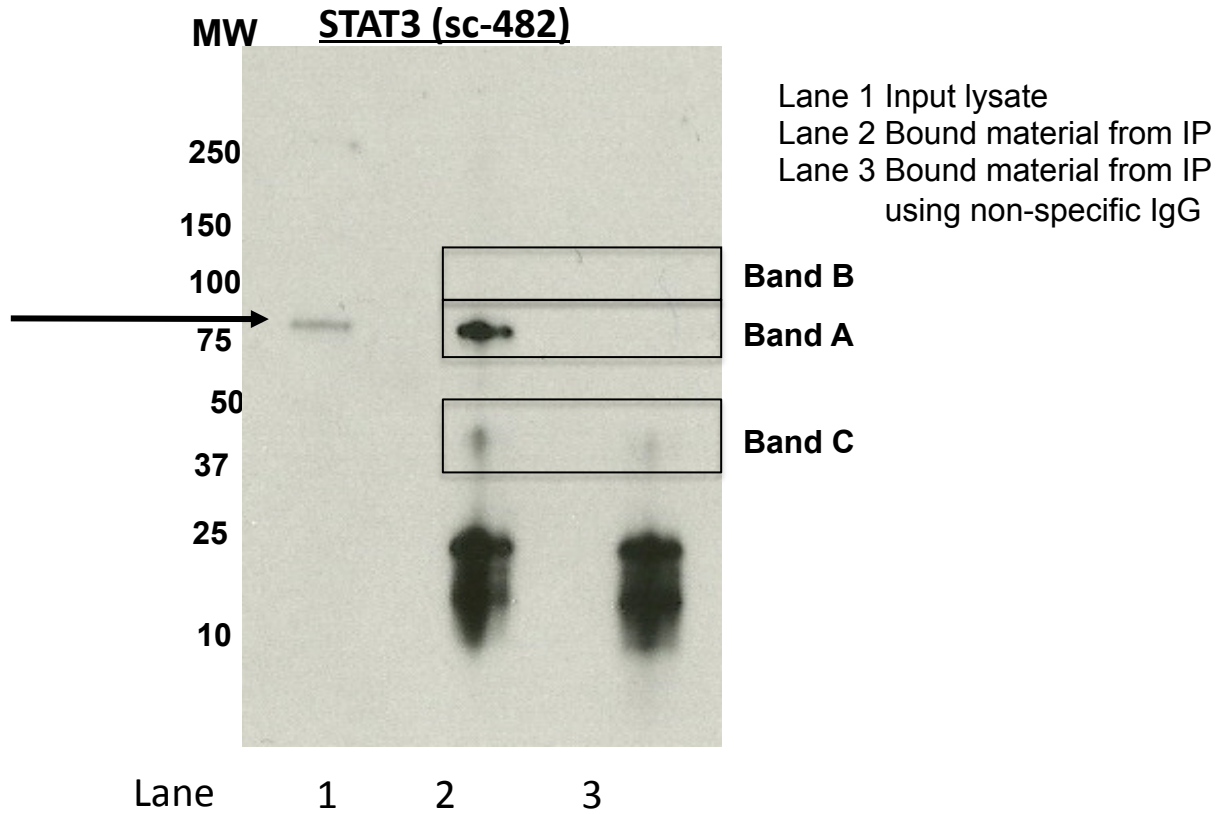 STAT3 (sc-482)
MW
250
150
100
75
50
37
25
10
Lane 1 Input lysate
Lane 2 Bound material from IP
Lane 3 Bound material from IP
using non-specific IgG
Band B
Band A
Band C
Lane 1 2 3